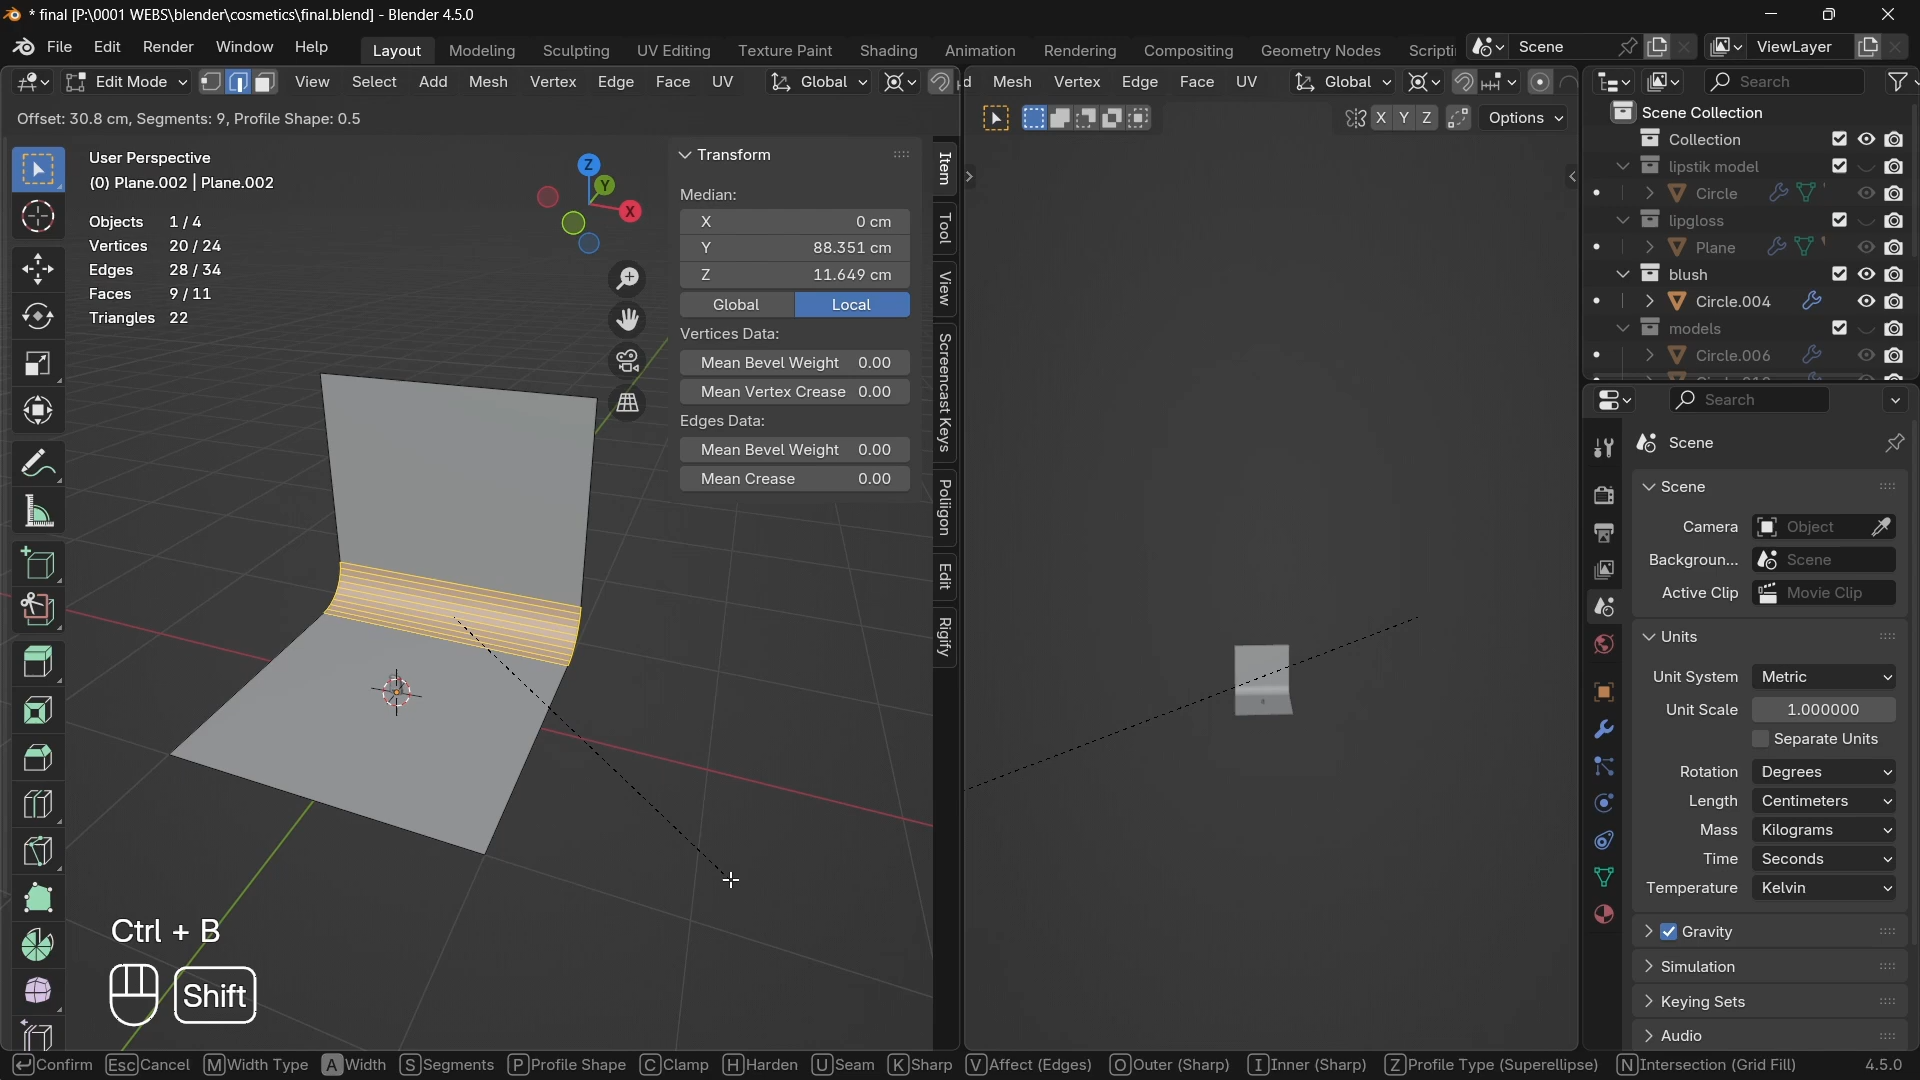 * final [P:\0001 WEBS\blender\cosmetics\final.blend] - Blender 4.5.0
File Edit Render Window Help Layout Modeling Sculpting UV Editing Texture Paint Shading Animation Rendering Compositing Geometry Nodes Scripti Scene ViewLayer
Edit Mode View Select Add Mesh Vertex Edge Face UV Global d Mesh Vertex Edge Face UV Global Search
Offset: 30.8 cm, Segments: 9, Profile Shape: 0.5
X Y Z Options
Scene Collection
Collection
lipstik model
Circle
lipgloss
Plane
blush
Circle.004
models
Circle.006
User Perspective
(0) Plane.002 | Plane.002
Objects 1 / 4
Vertices 20 / 24
Edges 28 / 34
Faces 9 / 11
Triangles 22
Z
Y
X
Transform
Median:
X 0 cm
Y 88.351 cm
Z 11.649 cm
Global Local
Vertices Data:
Mean Bevel Weight 0.00
Mean Vertex Crease 0.00
Edges Data:
Mean Bevel Weight 0.00
Mean Crease 0.00
Item
Tool
View
Screencast Keys
Poliigon
Edit
Rigify
Search
Scene
Scene
Camera Object
Backgroun... Scene
Active Clip Movie Clip
Units
Unit System Metric
Unit Scale 1.000000
Separate Units
Rotation Degrees
Length Centimeters
Mass Kilograms
Time Seconds
Temperature Kelvin
Gravity
Simulation
Keying Sets
Audio
Ctrl + B
Shift
Confirm Esc Cancel M Width Type A Width S Segments P Profile Shape C Clamp H Harden U Seam K Sharp V Affect (Edges) O Outer (Sharp) I Inner (Sharp) Z Profile Type (Superellipse) N Intersection (Grid Fill) 4.5.0